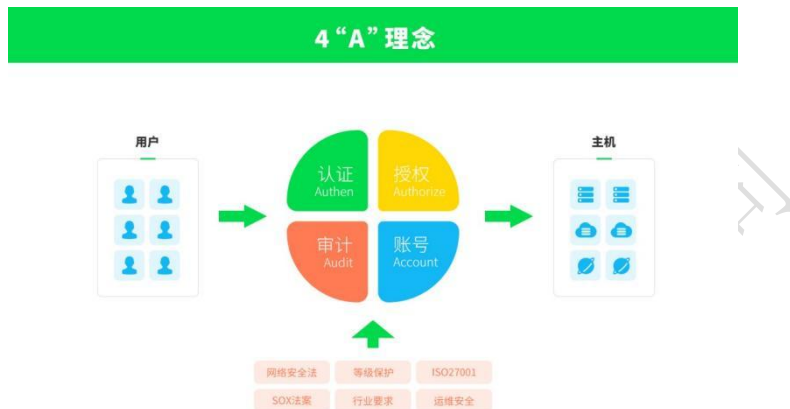 4“A”理念
用户
主机
认证
Authen
授权
Authorize
审计
Audit
账号
Account
网络安全法
等级保护
ISO27001
SOX法案
行业要求
运维安全